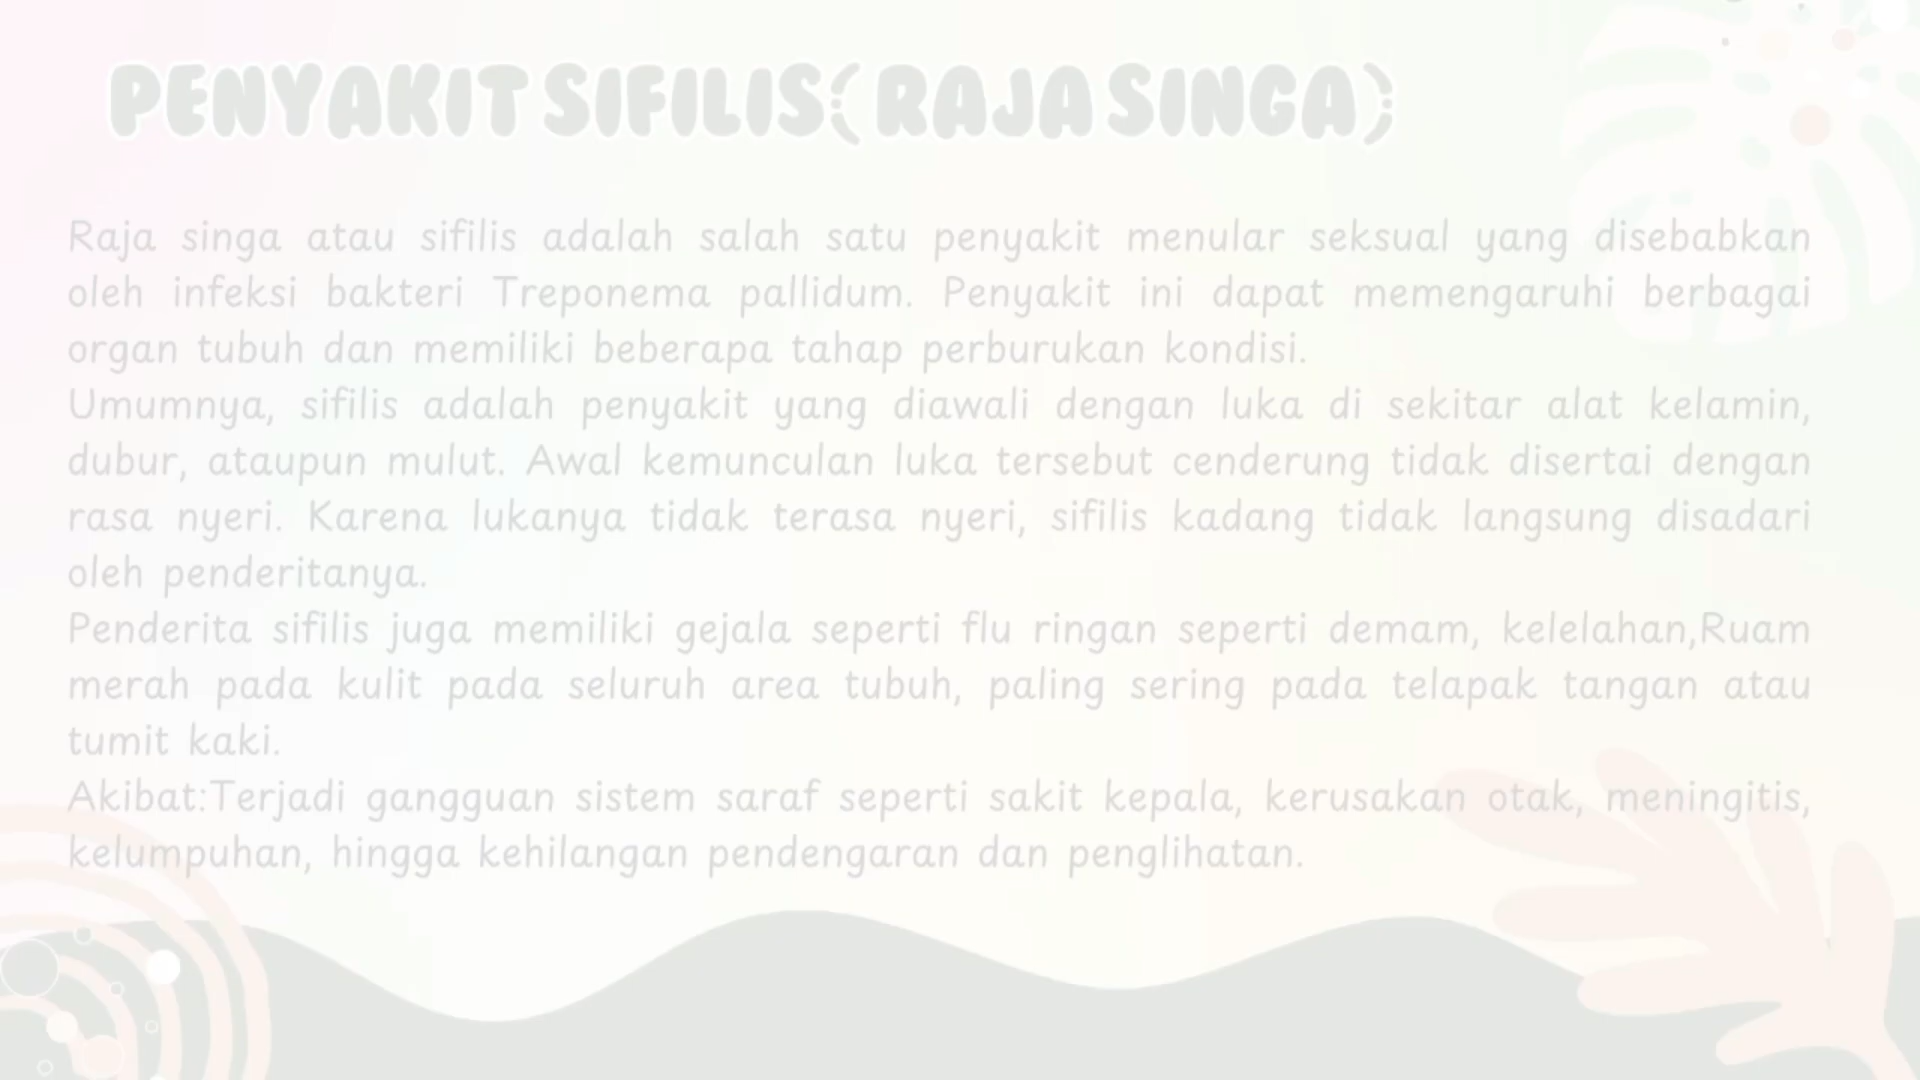 PENYAKIT SIFILIS( RAJA SINGA)
Raja singa atau sifilis adalah salah satu penyakit menular seksual yang disebabkan
oleh infeksi bakteri Treponema pallidum. Penyakit ini dapat memengaruhi berbagai
organ tubuh dan memiliki beberapa tahap perburukan kondisi.
Umumnya, sifilis adalah penyakit yang diawali dengan luka di sekitar alat kelamin,
dubur, ataupun mulut. Awal kemunculan luka tersebut cenderung tidak disertai dengan
rasa nyeri. Karena lukanya tidak terasa nyeri, sifilis kadang tidak langsung disadari
oleh penderitanya.
Penderita sifilis juga memiliki gejala seperti flu ringan seperti demam, kelelahan,Ruam
merah pada kulit pada seluruh area tubuh, paling sering pada telapak tangan atau
tumit kaki.
Akibat:Terjadi gangguan sistem saraf seperti sakit kepala, kerusakan otak, meningitis,
kelumpuhan, hingga kehilangan pendengaran dan penglihatan.